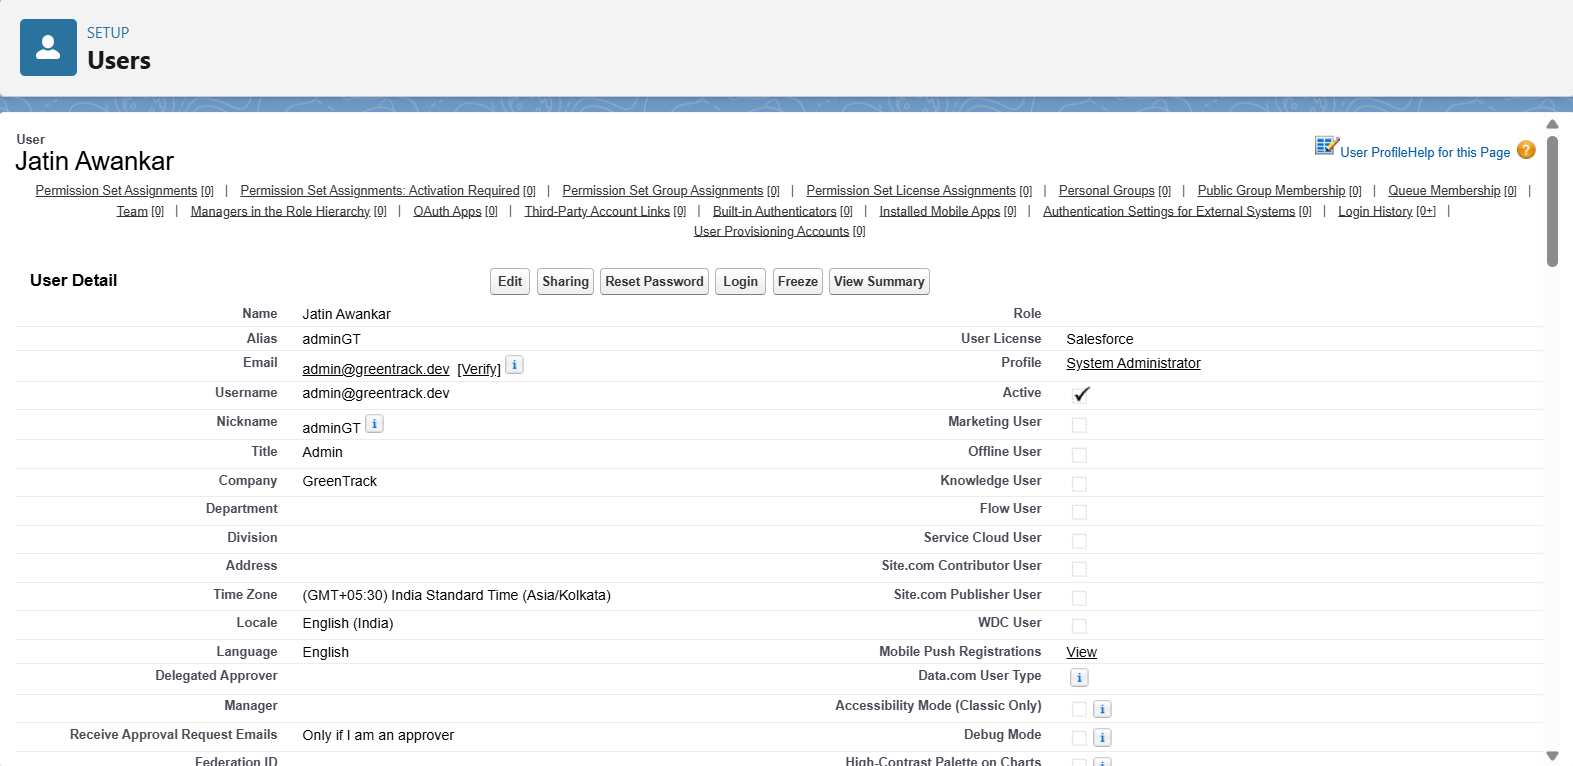 SETUP
Users
User
Jatin Awankar
User Profile Help for this Page ?
Permission Set Assignments [0] | Permission Set Assignments: Activation Required [0] | Permission Set Group Assignments [0] | Permission Set License Assignments [0] | Personal Groups [0] | Public Group Membership [0] | Queue Membership [0] |
Team [0] | Managers in the Role Hierarchy [0] | OAuth Apps [0] | Third-Party Account Links [0] | Built-in Authenticators [0] | Installed Mobile Apps [0] | Authentication Settings for External Systems [0] | Login History [0+] |
User Provisioning Accounts [0]
User Detail
Edit Sharing Reset Password Login Freeze View Summary
Name Jatin Awankar Role
Alias adminGT User License Salesforce
Email admin@greentrack.dev [Verify] i Profile System Administrator
Username admin@greentrack.dev Active
Nickname adminGT i Marketing User
Title Admin Offline User
Company GreenTrack Knowledge User
Department Flow User
Division Service Cloud User
Address Site.com Contributor User
Time Zone (GMT+05:30) India Standard Time (Asia/Kolkata) Site.com Publisher User
Locale English (India) WDC User
Language English Mobile Push Registrations View
Delegated Approver Data.com User Type i
Manager Accessibility Mode (Classic Only) i
Receive Approval Request Emails Only if I am an approver Debug Mode i
Federation ID High-Contrast Palette on Charts i